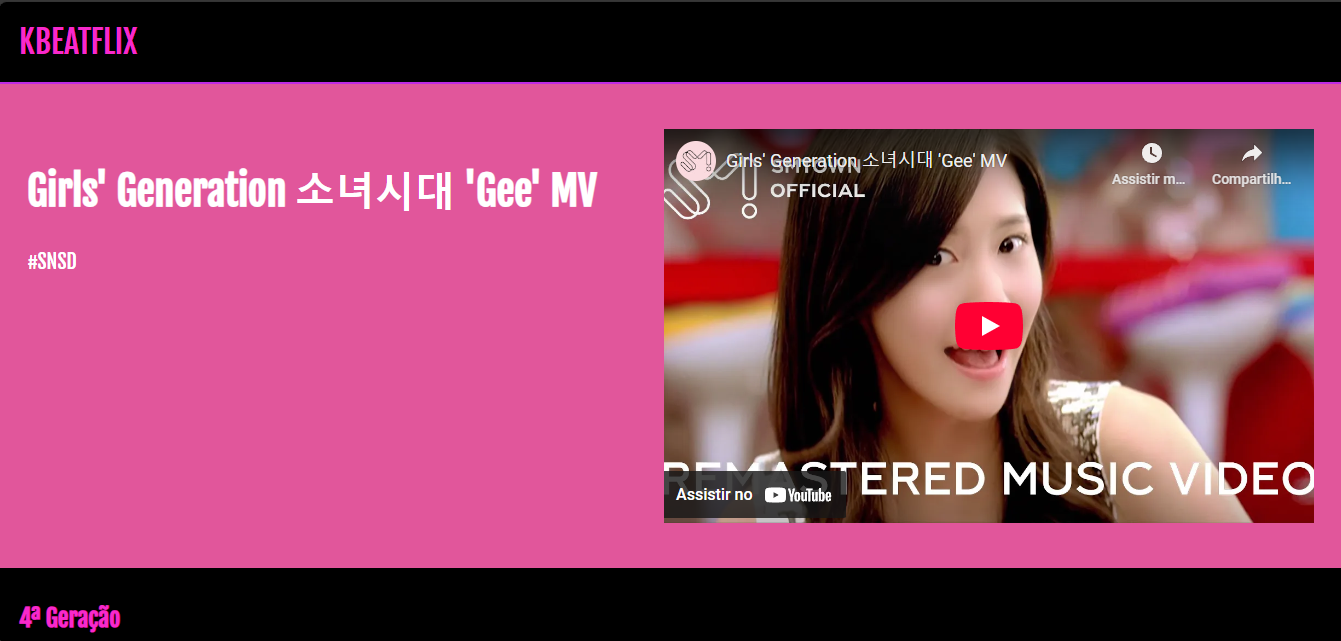 KBEATFLIX
Girls' Generation 소녀시대 'Gee' MV
#SNSD
Girls' Generation 소녀시대 'Gee' MV
SMTOWN
OFFICIAL
Assistir m...
Compartilh...
REMASTERED MUSIC VIDEO
Assistir no YouTube
4ª Geração